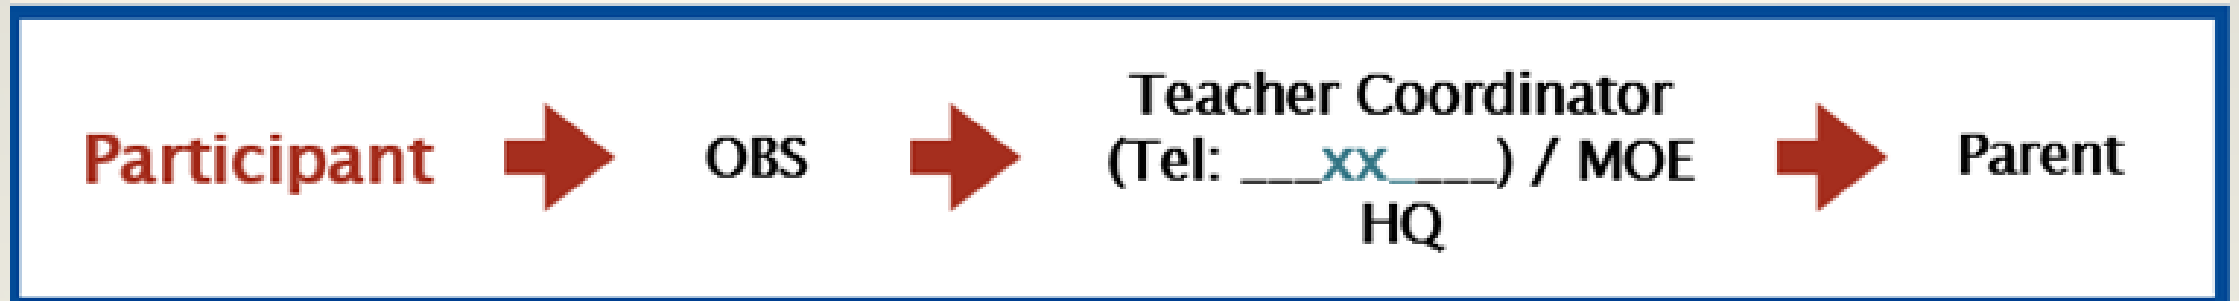 Participant
OBS
Teacher Coordinator
(Tel: ___xx____) / MOE
HQ
Parent